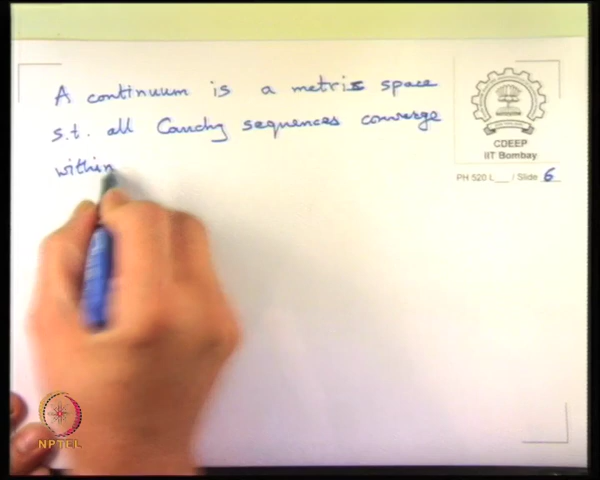 A continuum is a metric space
s.t. all Cauchy sequences converge
within
CDEEP
IIT Bombay
PH 520 L___ / Slide 6
NPTEL